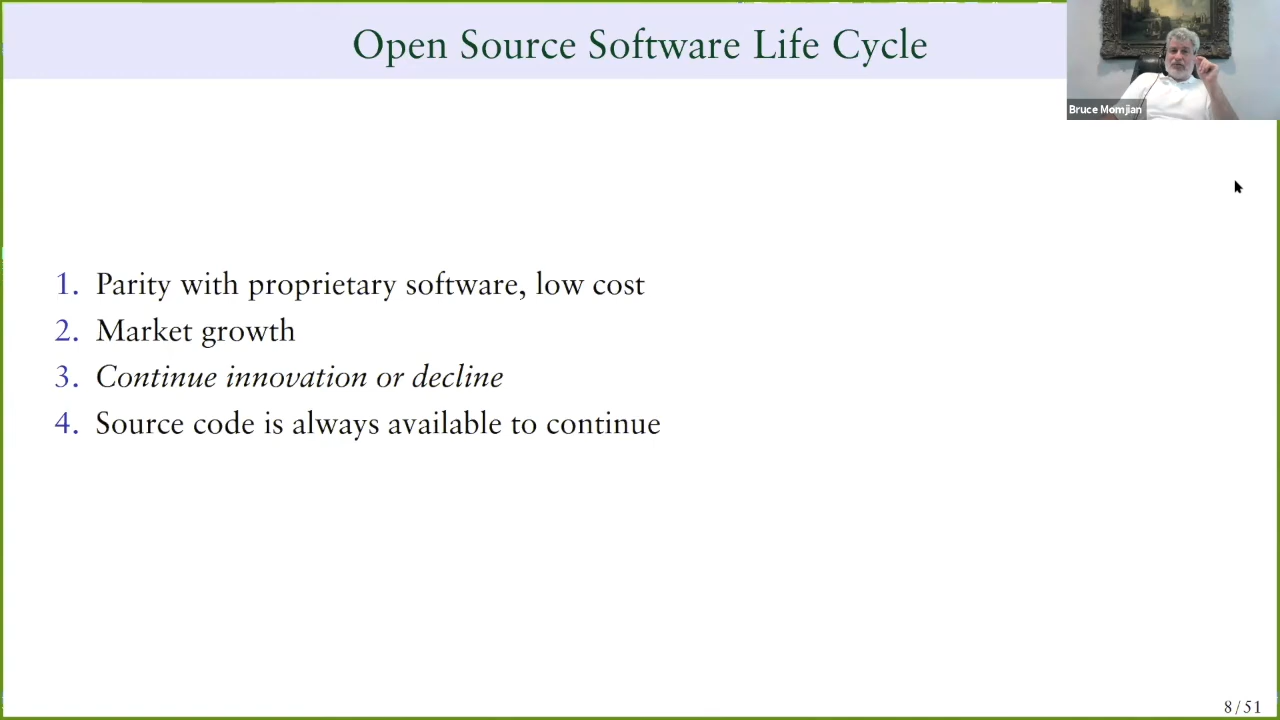 Open Source Software Life Cycle
Bruce Momjian
1. Parity with proprietary software, low cost
2. Market growth
3. Continue innovation or decline
4. Source code is always available to continue
8 / 51